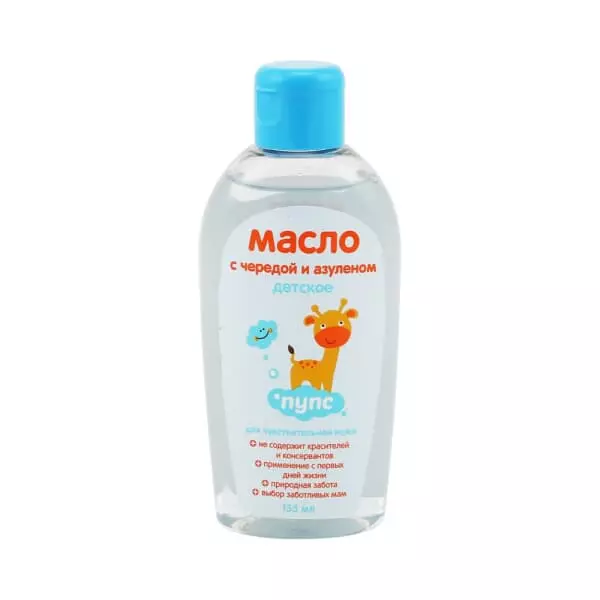 масло
с чередой и азуленом
детское
пупс
для чувствительной кожи
не содержит красителей
и консервантов
применение с первых
дней жизни
природная забота
выбор заботливых мам
155 мл